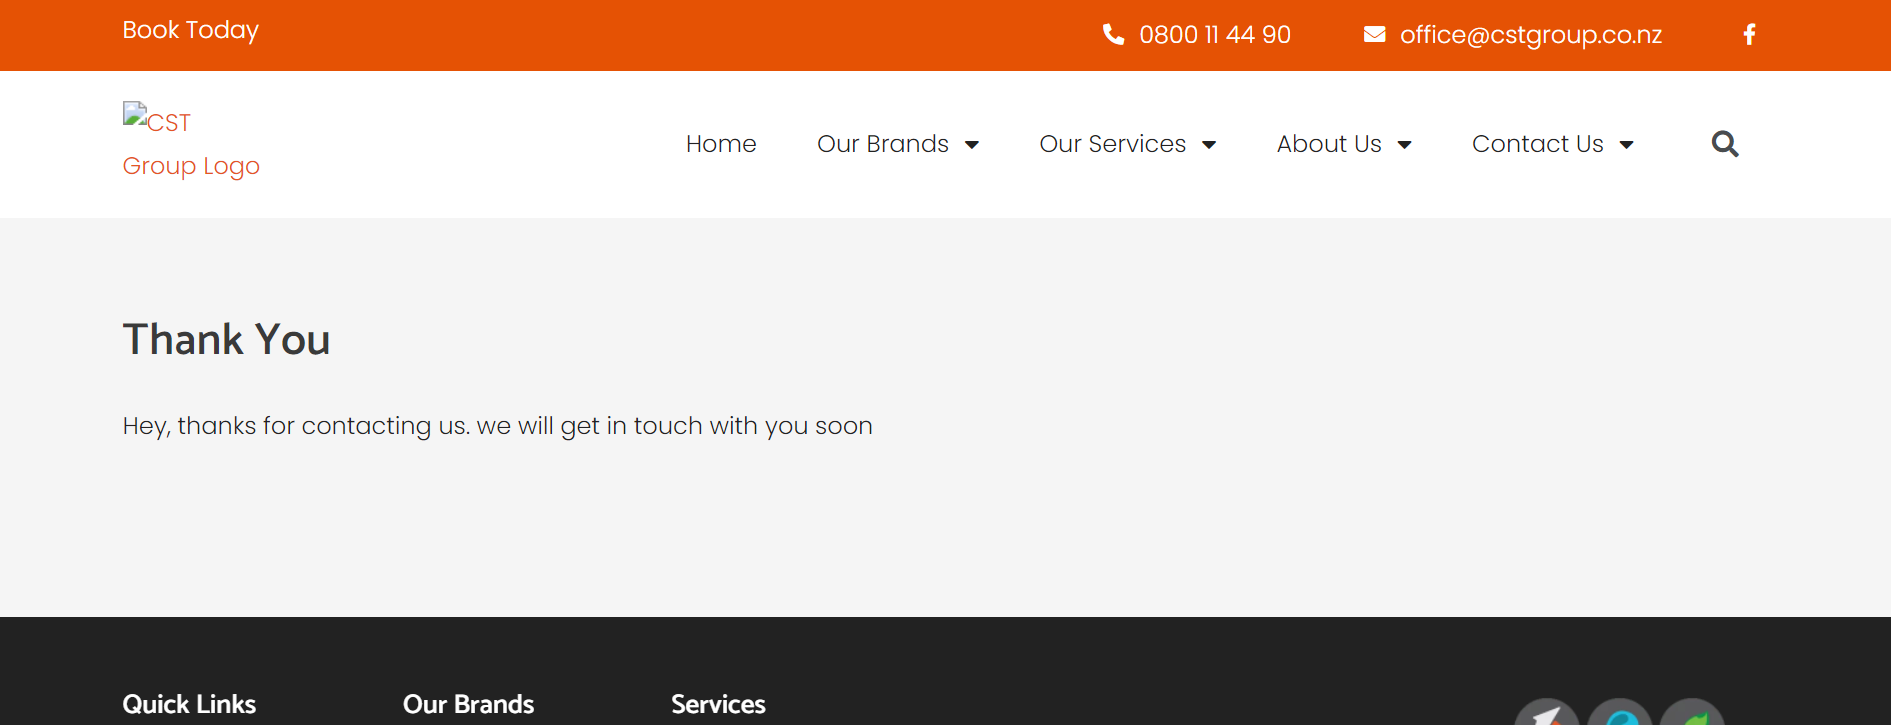 Book Today
0800 11 44 90
office@cstgroup.co.nz
CST
Group Logo
Home
Our Brands
Our Services
About Us
Contact Us
Thank You
Hey, thanks for contacting us. we will get in touch with you soon
Quick Links
Our Brands
Services